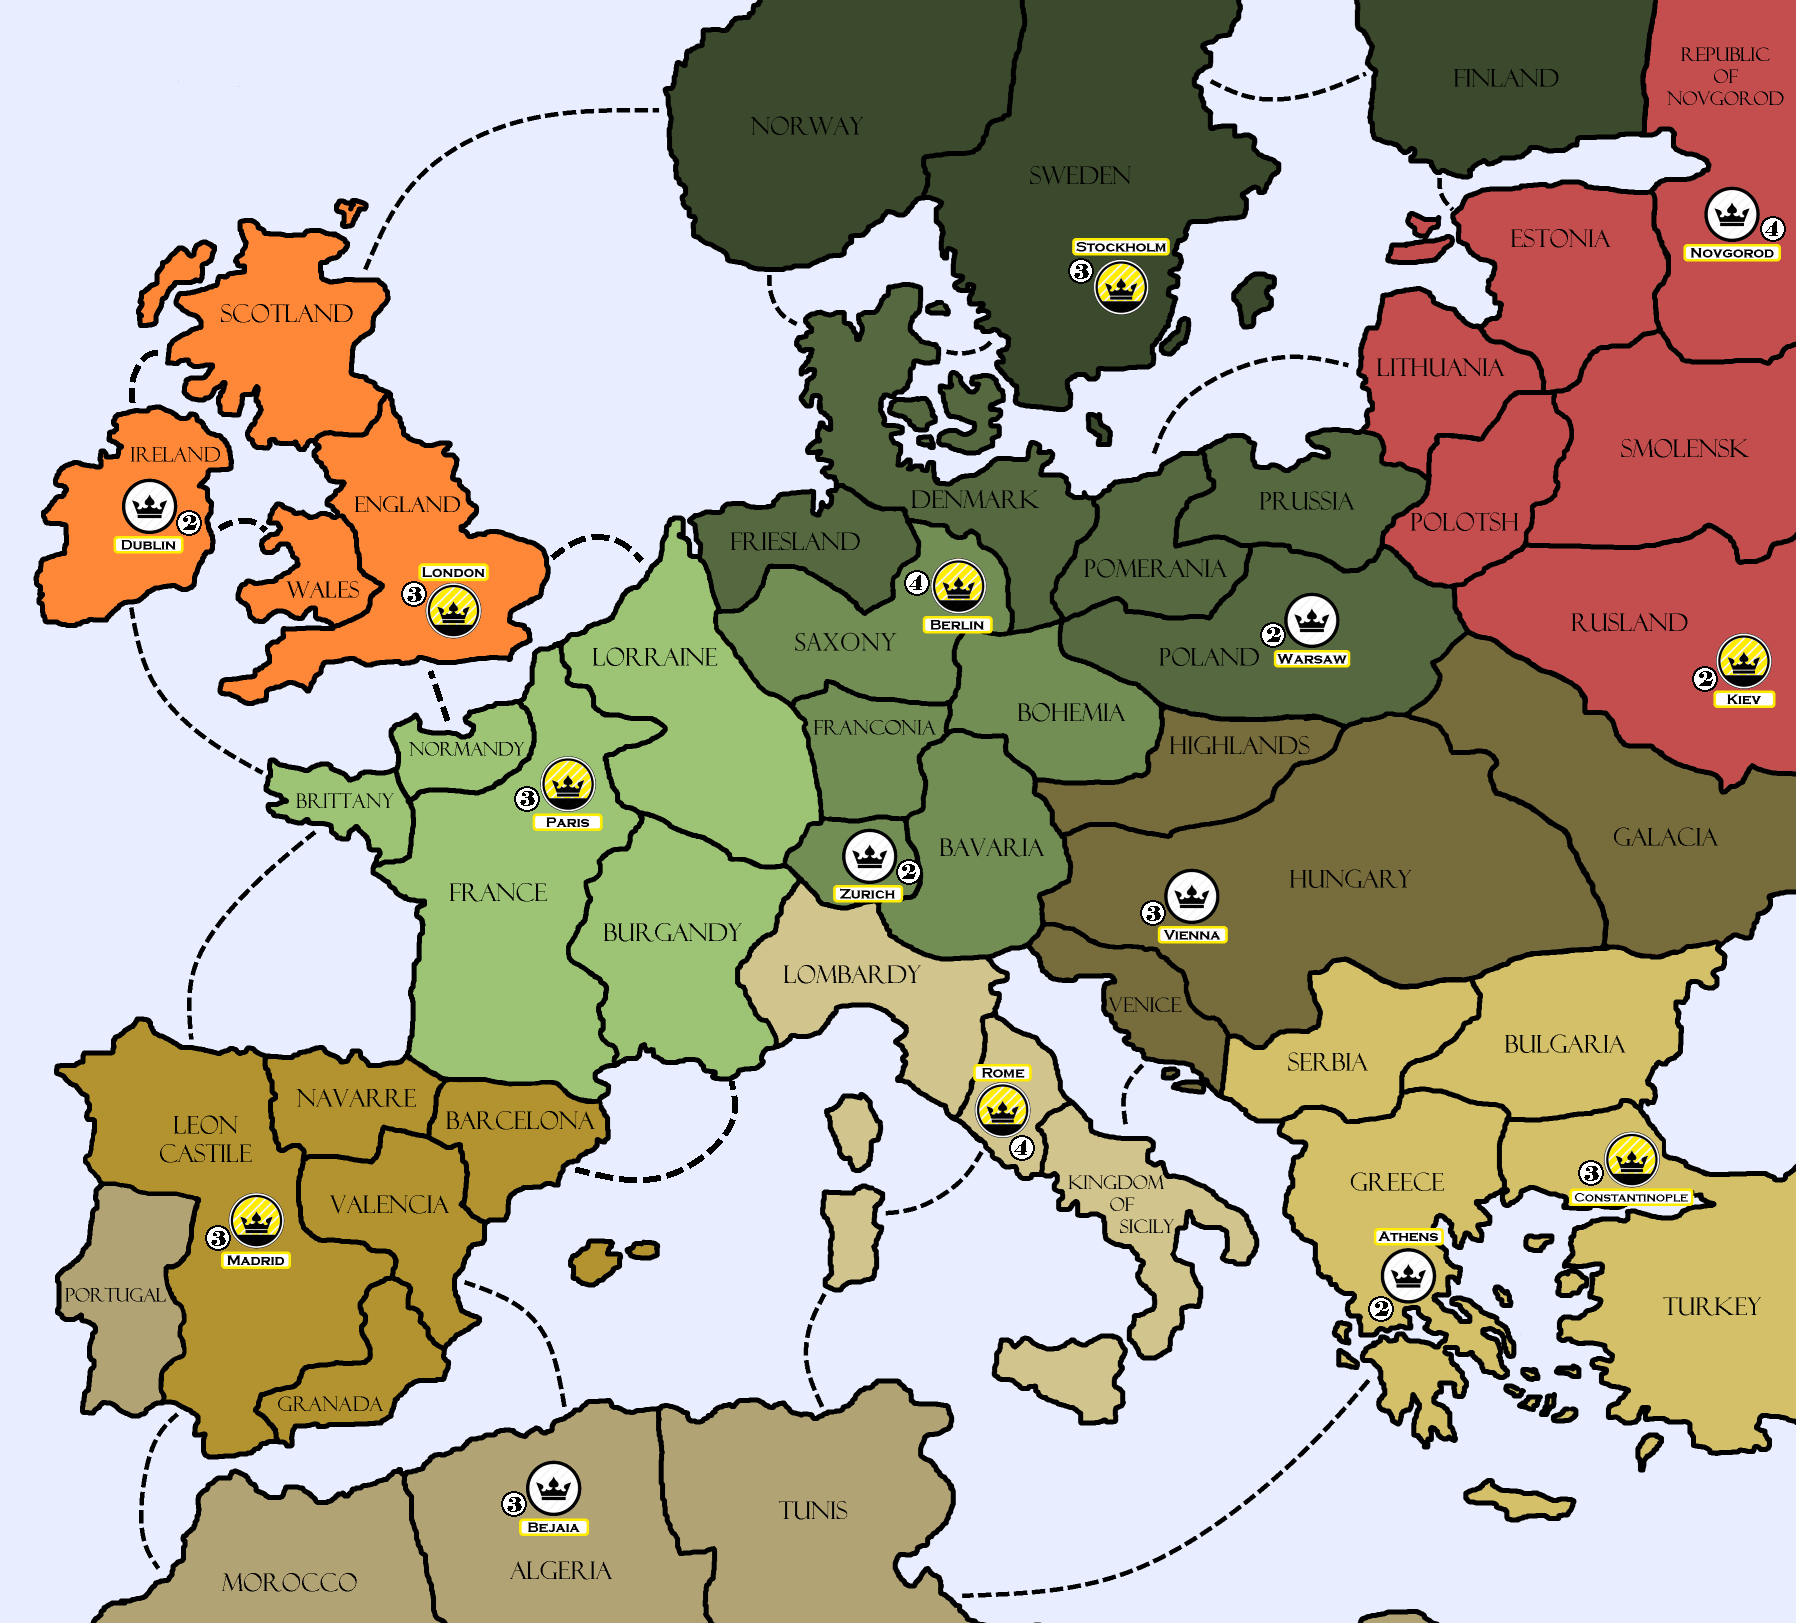 REPUBLIC
OF
NOVGOROD
FINLAND
NORWAY
SWEDEN
4
NOVGOROD
ESTONIA
STOCKHOLM
3
SCOTLAND
LITHUANIA
IRELAND
SMOLENSK
ENGLAND
DENMARK
PRUSSIA
2
DUBLIN
POLOTSH
FRIESLAND
POMERANIA
LONDON
3
WALES
4
BERLIN
RUSLAND
SAXONY
LORRAINE
POLAND
2
WARSAW
2
KIEV
BOHEMIA
FRANCONIA
NORMANDY
HIGHLANDS
BRITTANY
3
PARIS
GALACIA
BAVARIA
2
ZURICH
FRANCE
HUNGARY
BURGANDY
3
VIENNA
LOMBARDY
VENICE
BULGARIA
SERBIA
ROME
4
NAVARRE
BARCELONA
LEON
CASTILE
3
CONSTANTINOPLE
GREECE
KINGDOM
OF
SICILY
VALENCIA
3
MADRID
ATHENS
2
PORTUGAL
TURKEY
GRANADA
3
BEJAIA
TUNIS
ALGERIA
MOROCCO